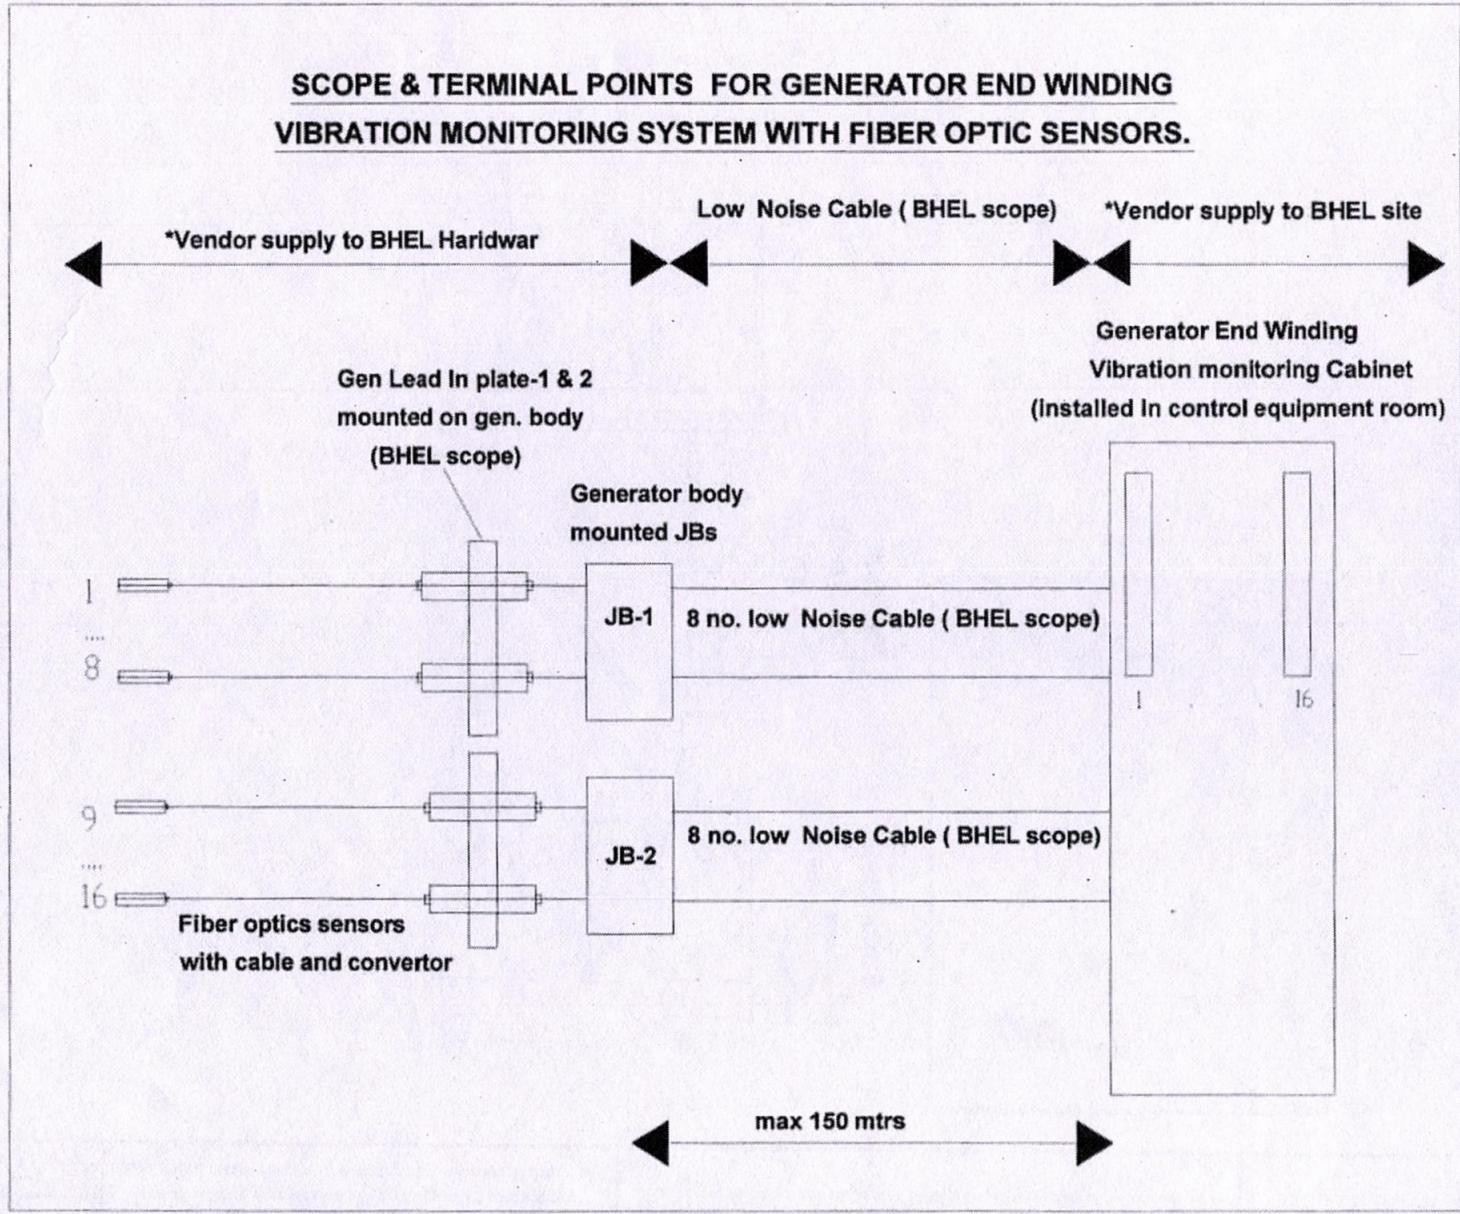 SCOPE & TERMINAL POINTS FOR GENERATOR END WINDING
VIBRATION MONITORING SYSTEM WITH FIBER OPTIC SENSORS.
*Vendor supply to BHEL Haridwar
Low Noise Cable ( BHEL scope)
*Vendor supply to BHEL site
Generator End Winding
Vibration monitoring Cabinet
(installed in control equipment room)
Gen Lead In plate-1 & 2
mounted on gen. body
(BHEL scope)
Generator body
mounted JBs
1
....
8
JB-1
8 no. low Noise Cable ( BHEL scope)
1
16
9
....
16
JB-2
8 no. low Noise Cable ( BHEL scope)
Fiber optics sensors
with cable and convertor
max 150 mtrs